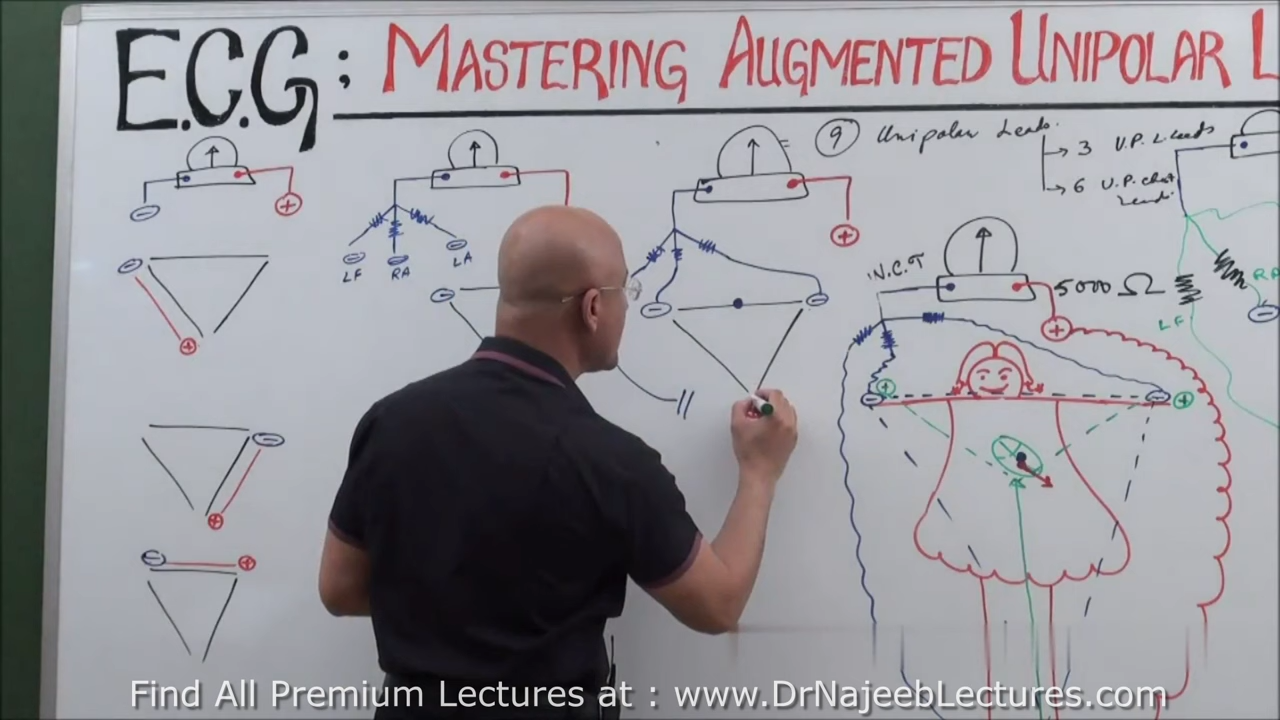 E.C.G; MASTERING AUGMENTED UNIPOLAR L
9 Unipolar Leads.
→ 3 U.P. Leads
→ 6 U.P. chest Leads
LF RA LA
N.C.T
5000 Ω
RA
LF
Find All Premium Lectures at : www.DrNajeebLectures.com